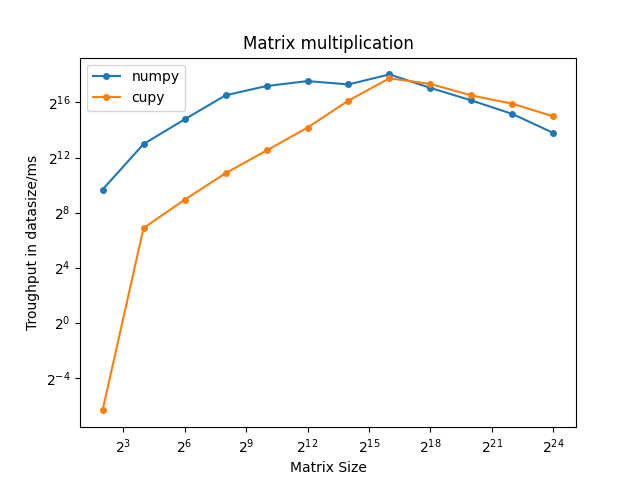 Matrix multiplication
numpy
cupy
Troughput in datasize/ms
2^16
2^12
2^8
2^4
2^0
2^−4
2^3 2^6 2^9 2^12 2^15 2^18 2^21 2^24
Matrix Size